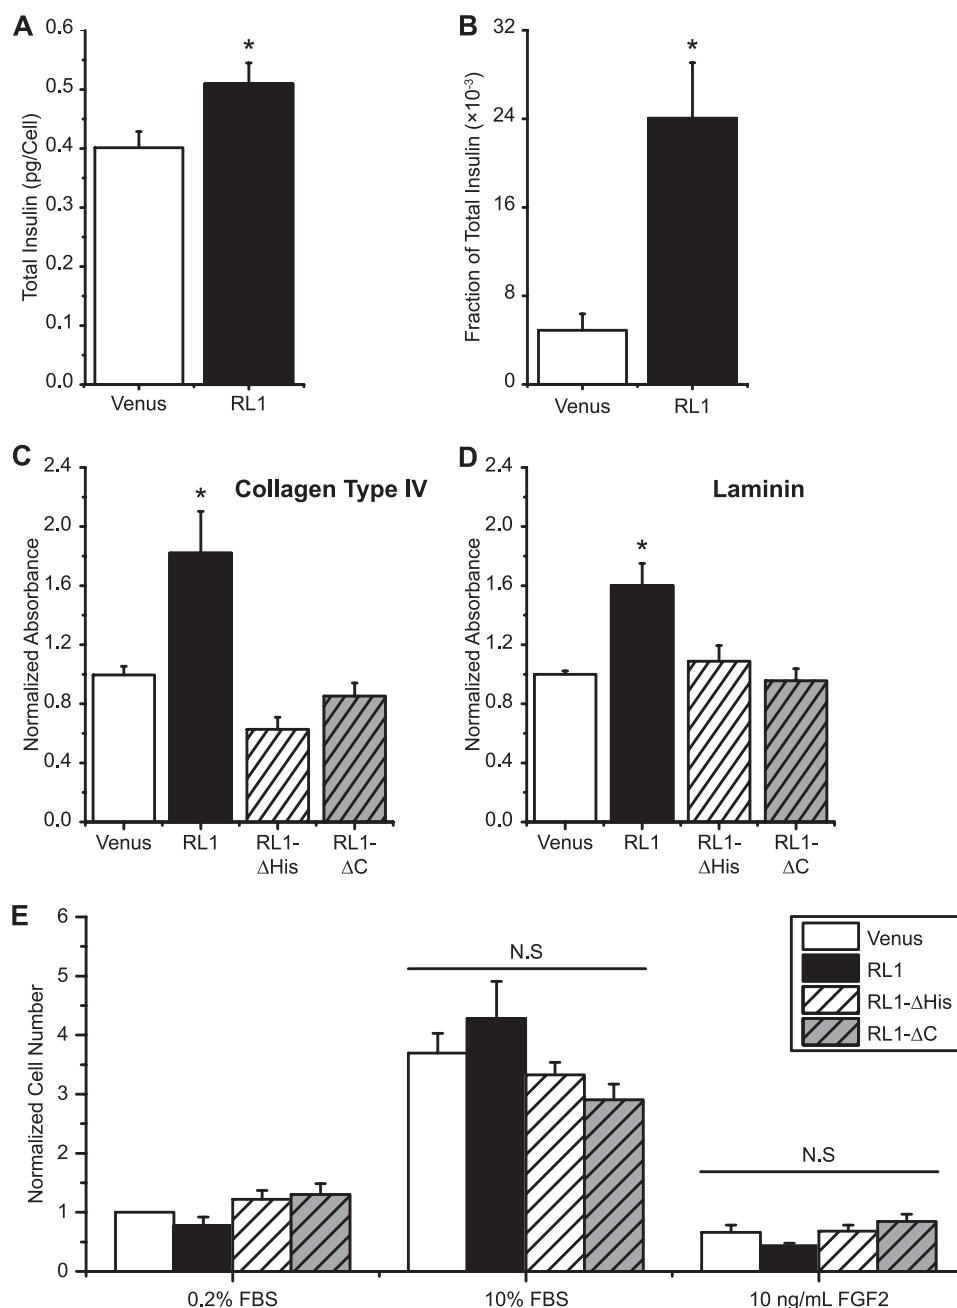 A
Total Insulin (pg/Cell)
0.6
0.5
0.4
0.3
0.2
0.1
0.0
*
Venus RL1
B
Fraction of Total Insulin (×10⁻³)
32
24
16
8
0
*
Venus RL1
C
Collagen Type IV
Normalized Absorbance
2.4
2.0
1.6
1.2
0.8
0.4
0.0
*
Venus RL1 RL1- RL1-
ΔHis ΔC
D
Laminin
Normalized Absorbance
2.4
2.0
1.6
1.2
0.8
0.4
0.0
*
Venus RL1 RL1- RL1-
ΔHis ΔC
E
Normalized Cell Number
6
5
4
3
2
1
0
N.S
N.S
Venus
RL1
RL1-ΔHis
RL1-ΔC
0.2% FBS 10% FBS 10 ng/mL FGF2